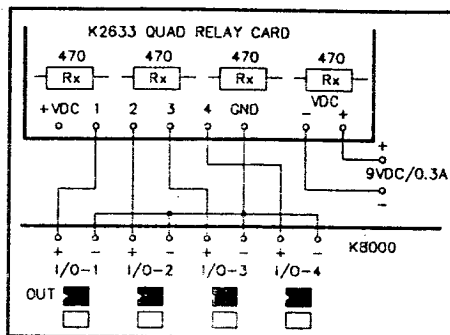 K2633 QUAD RELAY CARD
470 470 470 470
Rx Rx Rx Rx
+VDC 1 2 3 4 GND VDC
- +
+
9VDC/0.3A
-
K8000
+ - + - + - + -
I/O-1 I/O-2 I/O-3 I/O-4
OUT